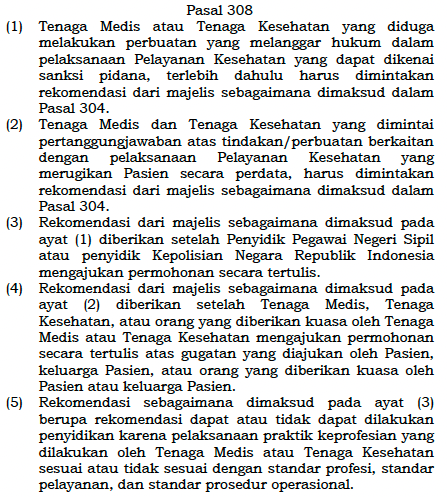 Pasal 308
(1) Tenaga Medis atau Tenaga Kesehatan yang diduga
melakukan perbuatan yang melanggar hukum dalam
pelaksanaan Pelayanan Kesehatan yang dapat dikenai
sanksi pidana, terlebih dahulu harus dimintakan
rekomendasi dari majelis sebagaimana dimaksud dalam
Pasal 304.
(2) Tenaga Medis dan Tenaga Kesehatan yang dimintai
pertanggungjawaban atas tindakan/perbuatan berkaitan
dengan pelaksanaan Pelayanan Kesehatan yang
merugikan Pasien secara perdata, harus dimintakan
rekomendasi dari majelis sebagaimana dimaksud dalam
Pasal 304.
(3) Rekomendasi dari majelis sebagaimana dimaksud pada
ayat (1) diberikan setelah Penyidik Pegawai Negeri Sipil
atau penyidik Kepolisian Negara Republik Indonesia
mengajukan permohonan secara tertulis.
(4) Rekomendasi dari majelis sebagaimana dimaksud pada
ayat (2) diberikan setelah Tenaga Medis, Tenaga
Kesehatan, atau orang yang diberikan kuasa oleh Tenaga
Medis atau Tenaga Kesehatan mengajukan permohonan
secara tertulis atas gugatan yang diajukan oleh Pasien,
keluarga Pasien, atau orang yang diberikan kuasa oleh
Pasien atau keluarga Pasien.
(5) Rekomendasi sebagaimana dimaksud pada ayat (3)
berupa rekomendasi dapat atau tidak dapat dilakukan
penyidikan karena pelaksanaan praktik keprofesian yang
dilakukan oleh Tenaga Medis atau Tenaga Kesehatan
sesuai atau tidak sesuai dengan standar profesi, standar
pelayanan, dan standar prosedur operasional.